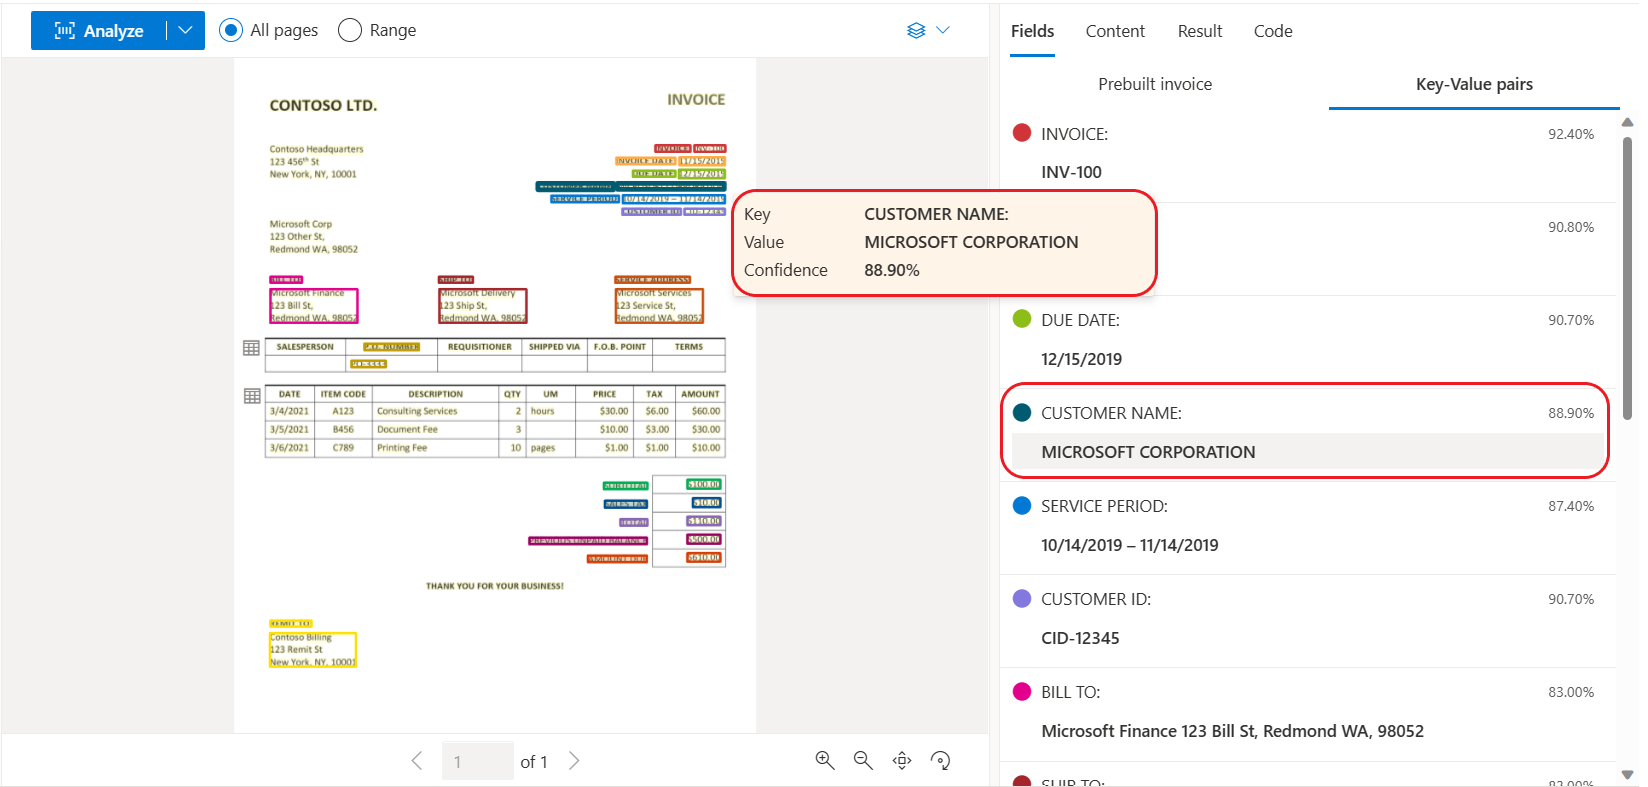 Analyze
All pages
Range
Fields
Content
Result
Code
Prebuilt invoice
Key-Value pairs
CONTOSO LTD.
INVOICE
Contoso Headquarters
123 456th St
New York, NY, 10001
INVOICE: INV-100
INVOICE DATE: 11/15/2019
DUE DATE: 12/15/2019
SERVICE PERIOD: 10/14/2019 – 11/14/2019
CUSTOMER ID: CID-12345
Microsoft Corp
123 Other St,
Redmond WA, 98052
BILL TO:
Microsoft Finance
123 Bill St,
Redmond WA, 98052
SHIP TO:
Microsoft Delivery
123 Ship St,
Redmond WA, 98052
SERVICE ADDRESS:
Microsoft Services
123 Service St,
Redmond WA, 98052
SALESPERSON P.O. NUMBER REQUISITIONER SHIPPED VIA F.O.B. POINT TERMS
DATE ITEM CODE DESCRIPTION QTY UM PRICE TAX AMOUNT
3/4/2021 A123 Consulting Services 2 hours $30.00 $6.00 $60.00
3/5/2021 B456 Document Fee 3 $10.00 $3.00 $30.00
3/6/2021 C789 Printing Fee 10 pages $1.00 $1.00 $10.00
SUBTOTAL $100.00
SALES TAX $10.00
TOTAL $110.00
PREVIOUS UNPAID BALANCE $500.00
AMOUNT DUE $610.00
THANK YOU FOR YOUR BUSINESS!
REMIT TO:
Contoso Billing
123 Remit St
New York, NY, 10001
Key CUSTOMER NAME:
Value MICROSOFT CORPORATION
Confidence 88.90%
INVOICE: 92.40%
INV-100
90.80%
DUE DATE: 90.70%
12/15/2019
CUSTOMER NAME: 88.90%
MICROSOFT CORPORATION
SERVICE PERIOD: 87.40%
10/14/2019 – 11/14/2019
CUSTOMER ID: 90.70%
CID-12345
BILL TO: 83.00%
Microsoft Finance 123 Bill St, Redmond WA, 98052
SHIP TO:
1 of 1